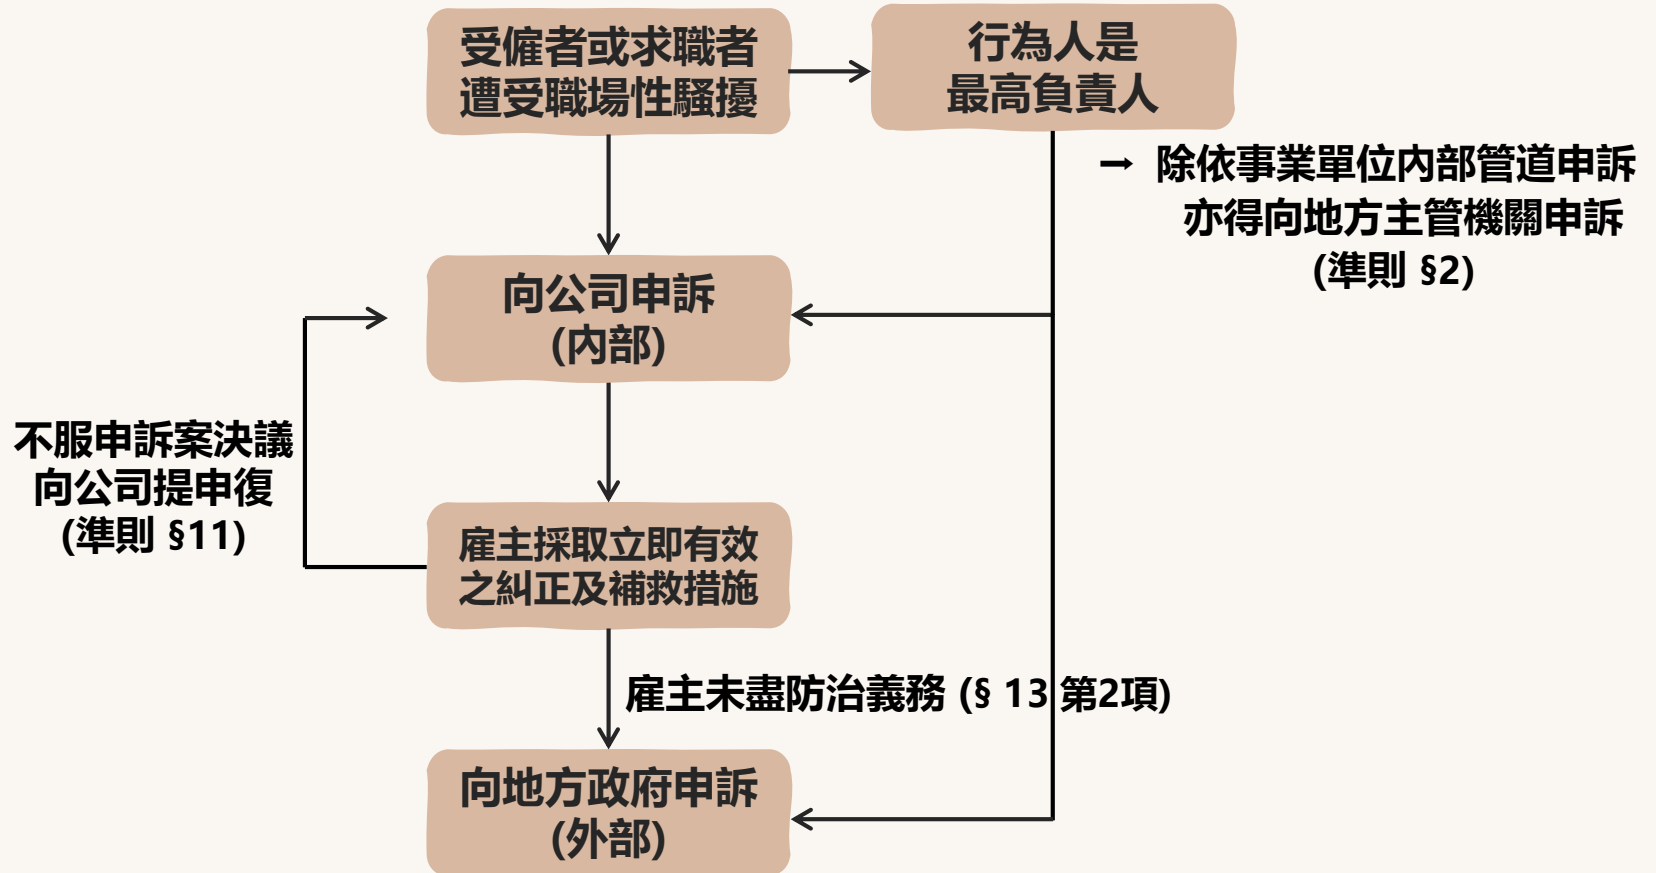 受僱者或求職者
遭受職場性騷擾
行為人是
最高負責人
→ 除依事業單位內部管道申訴
亦得向地方主管機關申訴
(準則 §2)
向公司申訴
(內部)
不服申訴案決議
向公司提申復
(準則 §11)
雇主採取立即有效
之糾正及補救措施
雇主未盡防治義務 (§ 13 第2項)
向地方政府申訴
(外部)